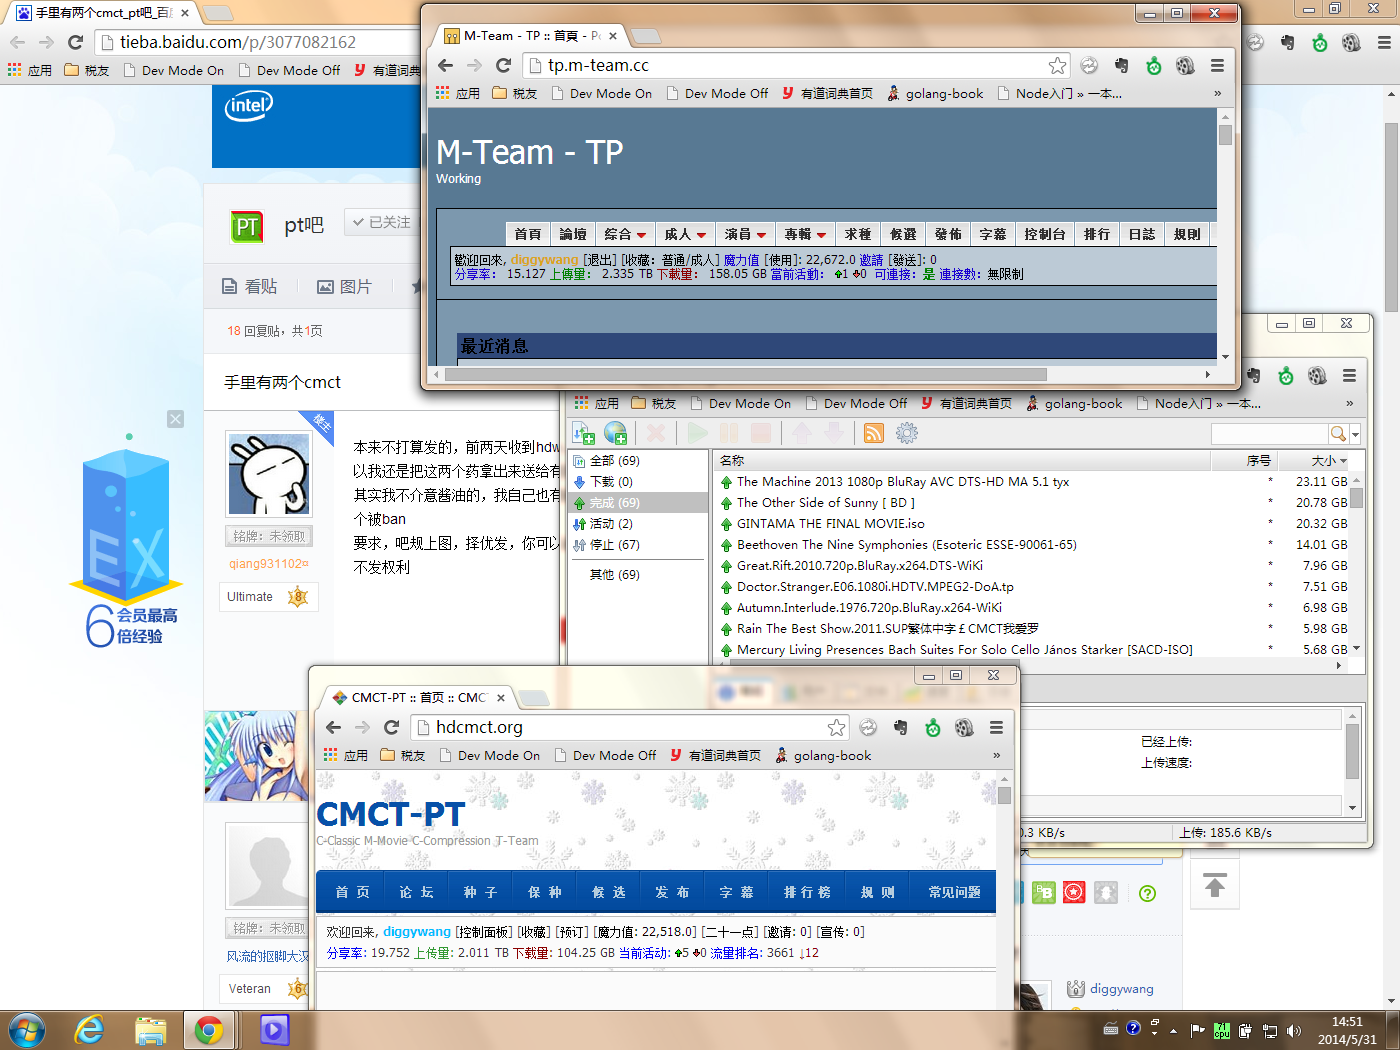 手里有两个cmct_pt吧_百
tieba.baidu.com/p/3077082162
应用 税友 Dev Mode On Dev Mode Off 有道词典
intel
PT
pt吧
已关注
看贴 图片
18 回复贴，共1页
手里有两个cmct
楼主
本来不打算发的，前两天收到hdw
以我还是把这两个药拿出来送给有
其实我不介意酱油的，我自己也有
个被ban
要求，吧规上图，择优发，你可以
不发权利
铭牌：未领取
qiang931102¤
Ultimate 8
EX
6
会员最高
倍经验
铭牌：未领取
风流的抠脚大汉
Veteran 6
M-Team - TP :: 首頁 - Po
tp.m-team.cc
应用 税友 Dev Mode On Dev Mode Off 有道词典首页 golang-book Node入门 » 一本... »
M-Team - TP
Working
首頁 論壇 綜合 成人 演員 專輯 求種 候選 發佈 字幕 控制台 排行 日誌 規則
歡迎回來, diggywang [退出] [收藏: 普通/成人] 魔力值 [使用]: 22,672.0 邀請 [發送]: 0
分享率： 15.127 上傳量： 2.335 TB 下載量： 158.05 GB 當前活動： 1 0 可連接：是 連接數：無限制
最近消息
应用 税友 Dev Mode On Dev Mode Off 有道词典首页 golang-book Node入门 » 一本... »
全部 (69)
下载 (0)
完成 (69)
活动 (2)
停止 (67)
其他 (69)
名称 序号 大小
The Machine 2013 1080p BluRay AVC DTS-HD MA 5.1 tyx * 23.11 GB
The Other Side of Sunny [ BD ] * 20.78 GB
GINTAMA THE FINAL MOVIE.iso * 20.32 GB
Beethoven The Nine Symphonies (Esoteric ESSE-90061-65) * 14.01 GB
Great.Rift.2010.720p.BluRay.x264.DTS-WiKi * 7.96 GB
Doctor.Stranger.E06.1080i.HDTV.MPEG2-DoA.tp * 7.51 GB
Autumn.Interlude.1976.720p.BluRay.x264-WiKi * 6.98 GB
Rain The Best Show.2011.SUP繁体中字￡CMCT我爱罗 * 5.98 GB
Mercury Living Presences Bach Suites For Solo Cello János Starker [SACD-ISO] * 5.68 GB
已经上传:
上传速度:
0.3 KB/s 上传: 185.6 KB/s
CMCT-PT :: 首页 :: CMC
hdcmct.org
应用 税友 Dev Mode On Dev Mode Off 有道词典首页 golang-book »
CMCT-PT
C-Classic M-Movie C-Compression T-Team
首 页 论 坛 种 子 保 种 候 选 发 布 字 幕 排 行 榜 规 则 常见问题
欢迎回来, diggywang [控制面板] [收藏] [预订] [魔力值: 22,518.0] [二十一点] [邀请: 0] [宣传: 0]
分享率: 19.752 上传量: 2.011 TB 下载量: 104.25 GB 当前活动: 5 0 流量排名: 3661 ↓12
diggywang
14:51
2014/5/31